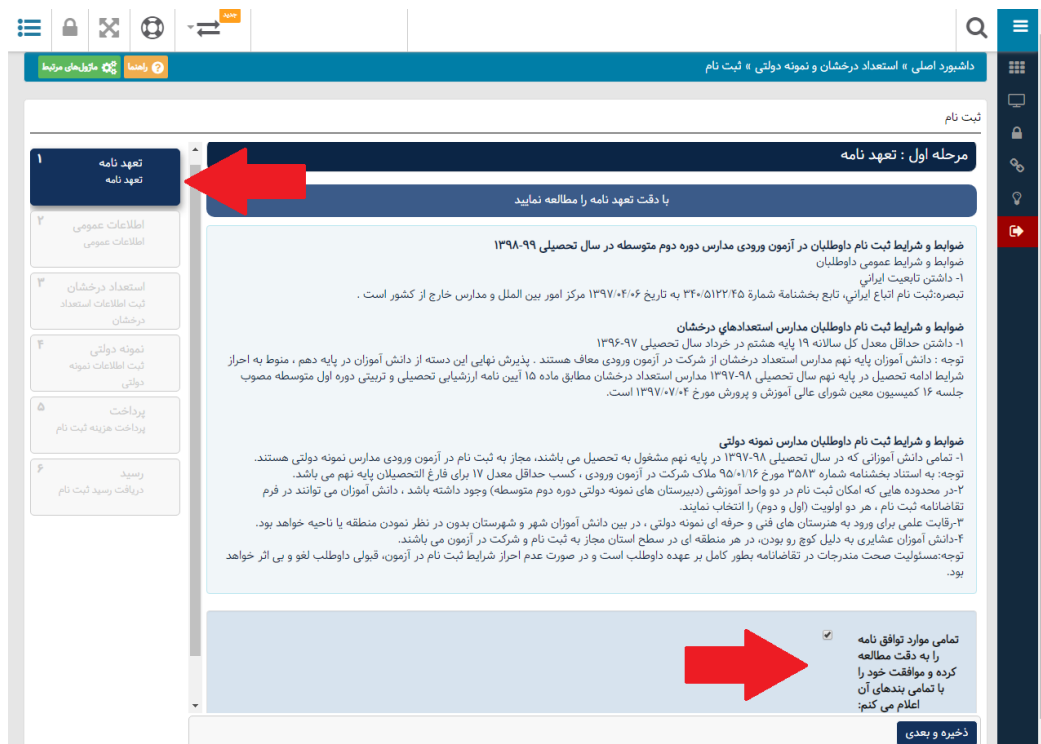 جدید
داشبورد اصلی » استعداد درخشان و نمونه دولتی » ثبت نام
راهنما
ماژول‌های مرتبط
ثبت نام
مرحله اول : تعهد نامه
با دقت تعهد نامه را مطالعه نمایید
ضوابط و شرایط ثبت نام داوطلبان در آزمون ورودی مدارس دوره دوم متوسطه در سال تحصیلی ۹۹-۱۳۹۸
ضوابط و شرایط عمومی داوطلبان
۱- داشتن تابعیت ایراني
تبصره:ثبت نام اتباع ایراني، تابع بخشنامة شمارة ۳۴۰/۵۱۲۲/۴۵ به تاریخ ۱۳۹۷/۰۴/۰۶ مرکز امور بین الملل و مدارس خارج از کشور است .
ضوابط و شرایط ثبت نام داوطلبان مدارس استعدادهاي درخشان
۱- داشتن حداقل معدل کل سالانه ۱۹ پایه هشتم در خرداد سال تحصیلی ۹۷-۱۳۹۶
توجه : دانش آموزان پایه نهم مدارس استعداد درخشان از شرکت در آزمون ورودی معاف هستند . پذیرش نهایی این دسته از دانش آموزان در پایه دهم ، منوط به احراز
شرایط ادامه تحصیل در پایه نهم سال تحصیلی ۹۸-۱۳۹۷ مدارس استعداد درخشان مطابق ماده ۱۵ آیین نامه ارزشیابی تحصیلی و تربیتی دوره اول متوسطه مصوب
جلسه ۱۶ کمیسیون معین شورای عالی آموزش و پرورش مورخ ۱۳۹۷/۰۷/۰۴ است.
ضوابط و شرایط ثبت نام داوطلبان مدارس نمونه دولتی
۱- تمامی دانش آموزانی که در سال تحصیلی ۹۸-۱۳۹۷ در پایه نهم مشغول به تحصیل می باشند، مجاز به ثبت نام در آزمون ورودی مدارس نمونه دولتی هستند.
توجه: به استناد بخشنامه شماره ۳۵۸۳ مورخ ۹۵/۰۱/۱۶ ملاک شرکت در آزمون ورودی ، کسب حداقل معدل ۱۷ برای فارغ التحصیلان پایه نهم می باشد.
۲-در محدوده هایی که امکان ثبت نام در دو واحد آموزشی (دبیرستان های نمونه دولتی دوره دوم متوسطه) وجود داشته باشد ، دانش آموزان می توانند در فرم
تقاضانامه ثبت نام ، هر دو اولویت (اول و دوم) را انتخاب نمایند.
۳-رقابت علمی برای ورود به هنرستان های فنی و حرفه ای نمونه دولتی ، در بین دانش آموزان شهر و شهرستان بدون در نظر نمودن منطقه یا ناحیه خواهد بود.
۴-دانش آموزان عشایری به دلیل کوچ رو بودن، در هر منطقه ای در سطح استان مجاز به ثبت نام و شرکت در آزمون می باشند.
توجه:مسئولیت صحت مندرجات در تقاضانامه بطور کامل بر عهده داوطلب است و در صورت عدم احراز شرایط ثبت نام در آزمون، قبولی داوطلب لغو و بی اثر خواهد
بود.
تمامی موارد توافق نامه
را به دقت مطالعه
کرده و موافقت خود را
با تمامی بندهای آن
اعلام می کنم:
ذخیره و بعدی
۱
تعهد نامه
تعهد نامه
۲
اطلاعات عمومی
اطلاعات عمومی
۳
استعداد درخشان
ثبت اطلاعات استعداد
درخشان
۴
نمونه دولتی
ثبت اطلاعات نمونه
دولتی
۵
پرداخت
پرداخت هزینه ثبت نام
۶
رسید
دریافت رسید ثبت نام